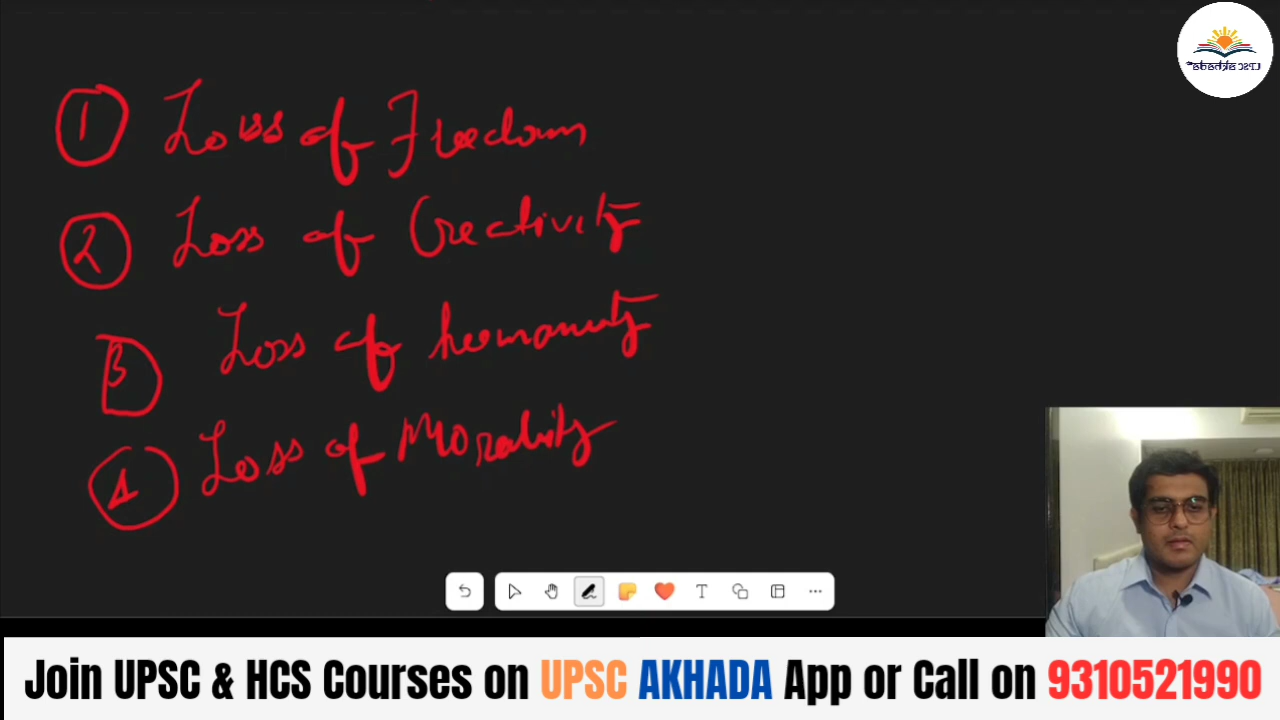 1 Loss of Freedom
2 Loss of Creativity
3 Loss of humanity
4 Loss of Morality
T
Join UPSC & HCS Courses on UPSC AKHADA App or Call on 9310521990